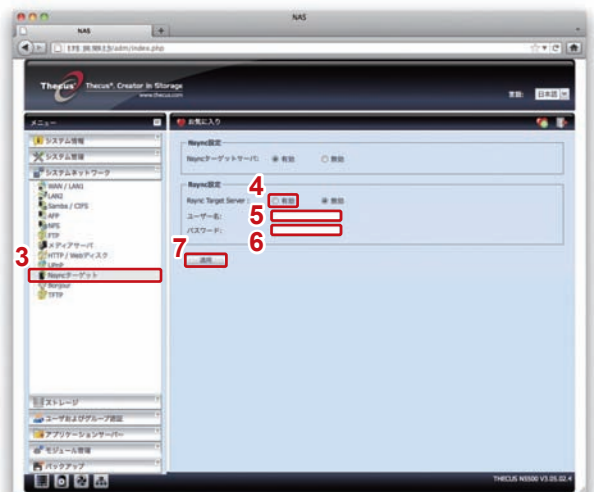 NAS
NAS
/adm/index.php
Thecus Thecus®, Creator in Storage
www.thecus.com
言語: 日本語
メニュー
お気に入り
システム情報
システム管理
システムネットワーク
WAN / LAN1
LAN2
Samba / CIFS
AFP
NFS
FTP
メディアサーバ
HTTP / Webディスク
UPnP
3
Nsyncターゲット
Bonjour
TFTP
ストレージ
ユーザおよびグループ認証
アプリケーションサーバー
モジュール管理
バックアップ
Nsync設定
Nsyncターゲットサーバ: 有効 無効
Rsync設定
4
Rsync Target Server : 有効 無効
5
ユーザー名:
パスワード:
6
7
適用
THECUS N5500 V3.05.02.4